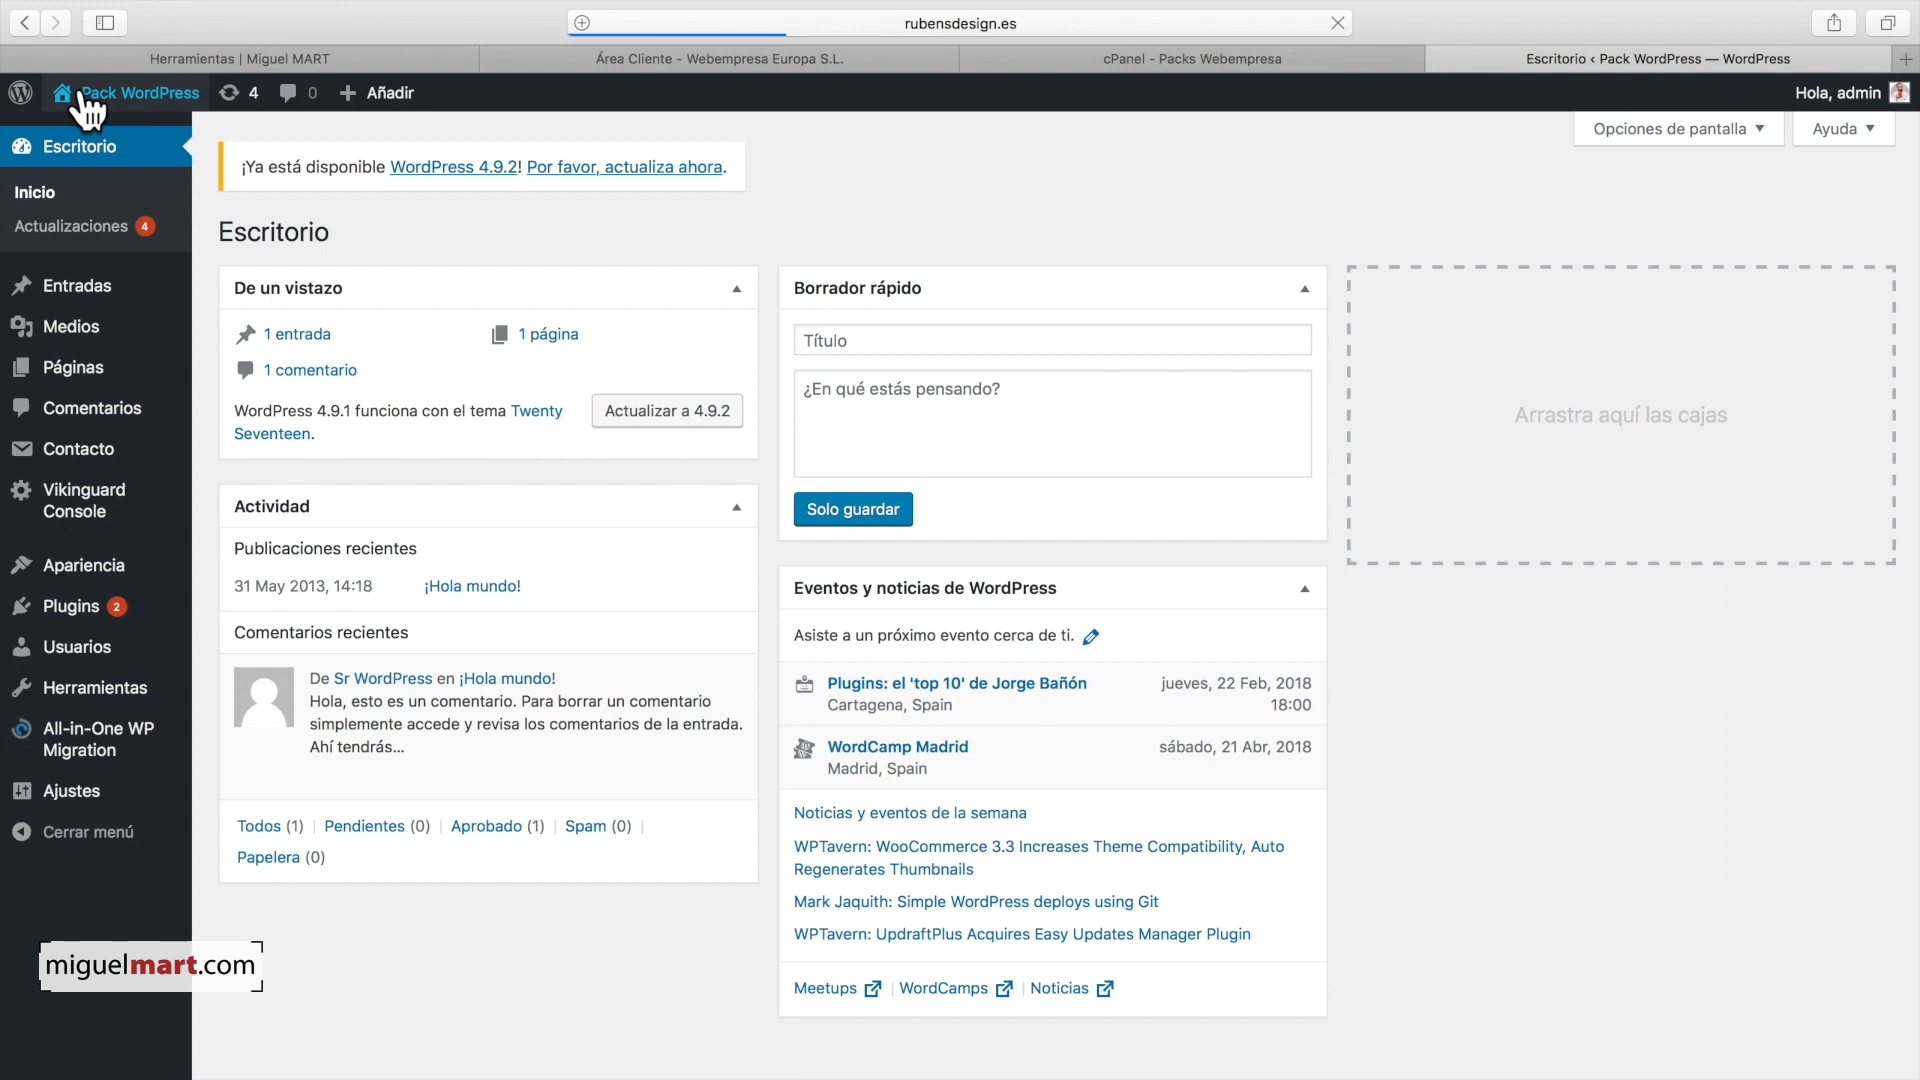 rubensdesign.es
Herramientas | Miguel MART
Área Cliente - Webempresa Europa S.L.
cPanel - Packs Webempresa
Escritorio ‹ Pack WordPress — WordPress
Pack WordPress
4
0
Añadir
Hola, admin
Opciones de pantalla
Ayuda
Escritorio
Inicio
Actualizaciones 4
Entradas
Medios
Páginas
Comentarios
Contacto
Vikinguard
Console
Apariencia
Plugins 2
Usuarios
Herramientas
All-in-One WP
Migration
Ajustes
Cerrar menú
¡Ya está disponible WordPress 4.9.2! Por favor, actualiza ahora.
Escritorio
De un vistazo
1 entrada
1 página
1 comentario
WordPress 4.9.1 funciona con el tema Twenty
Seventeen.
Actualizar a 4.9.2
Actividad
Publicaciones recientes
31 May 2013, 14:18 ¡Hola mundo!
Comentarios recientes
De Sr WordPress en ¡Hola mundo!
Hola, esto es un comentario. Para borrar un comentario
simplemente accede y revisa los comentarios de la entrada.
Ahí tendrás...
Todos (1) | Pendientes (0) | Aprobado (1) | Spam (0) |
Papelera (0)
Borrador rápido
Título
¿En qué estás pensando?
Solo guardar
Eventos y noticias de WordPress
Asiste a un próximo evento cerca de ti.
Plugins: el 'top 10' de Jorge Bañón
Cartagena, Spain
jueves, 22 Feb, 2018
18:00
WordCamp Madrid
Madrid, Spain
sábado, 21 Abr, 2018
Noticias y eventos de la semana
WPTavern: WooCommerce 3.3 Increases Theme Compatibility, Auto
Regenerates Thumbnails
Mark Jaquith: Simple WordPress deploys using Git
WPTavern: UpdraftPlus Acquires Easy Updates Manager Plugin
Meetups | WordCamps | Noticias
Arrastra aquí las cajas
miguelmart.com